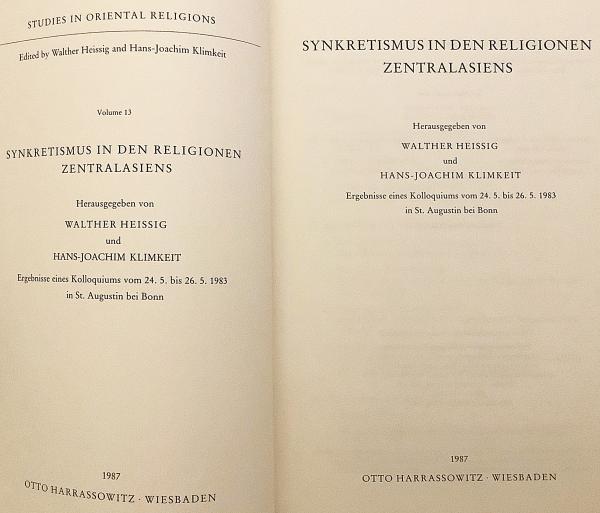 STUDIES IN ORIENTAL RELIGIONS
Edited by Walther Heissig and Hans-Joachim Klimkeit
Volume 13
SYNKRETISMUS IN DEN RELIGIONEN
ZENTRALASIENS
Herausgegeben von
WALTHER HEISSIG
und
HANS-JOACHIM KLIMKEIT
Ergebnisse eines Kolloquiums vom 24. 5. bis 26. 5. 1983
in St. Augustin bei Bonn
1987
OTTO HARRASSOWITZ · WIESBADEN
SYNKRETISMUS IN DEN RELIGIONEN
ZENTRALASIENS
Herausgegeben von
WALTHER HEISSIG
und
HANS-JOACHIM KLIMKEIT
Ergebnisse eines Kolloquiums vom 24. 5. bis 26. 5. 1983
in St. Augustin bei Bonn
1987
OTTO HARRASSOWITZ · WIESBADEN